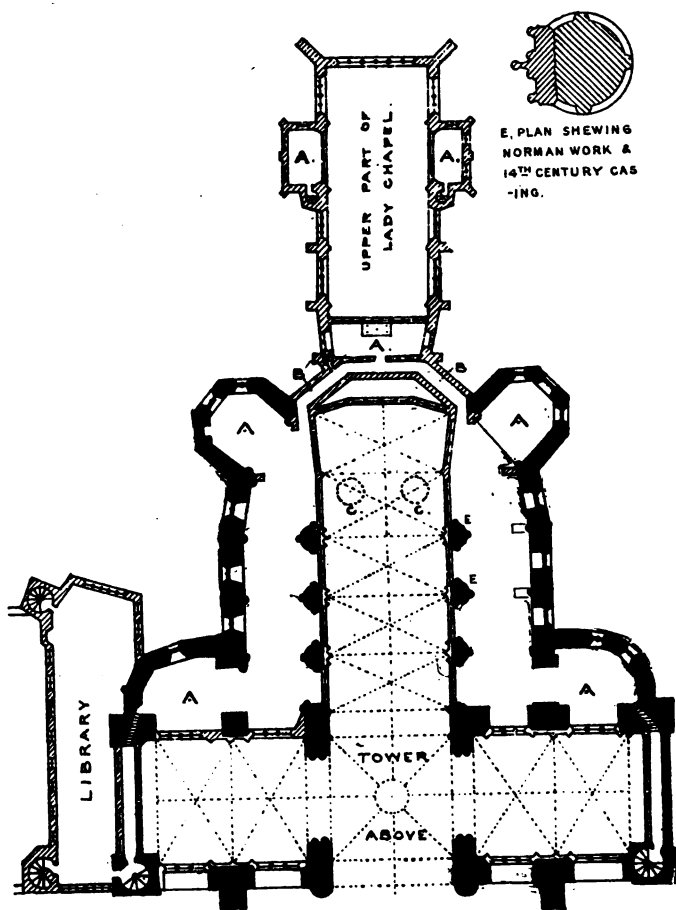 E, PLAN SHEWING
NORMAN WORK &
14TH CENTURY CAS
-ING.
UPPER PART OF
LADY CHAPEL.
A.
A.
A.
B
B
A
A
C
C
E
E
A
A
LIBRARY
TOWER
ABOVE